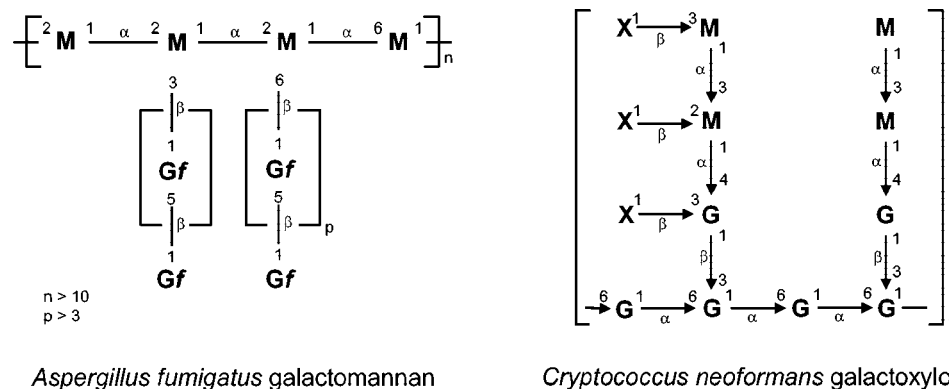 2 M 1 α 2 M 1 α 2 M 1 α 6 M 1 n
3 6
β β
1 1
Gf Gf
5 5
β β p
1 1
Gf Gf
n > 10
p > 3
Aspergillus fumigatus galactomannan
X 1 β 3 M M
1 1
α α
3 3
X 1 β 2 M M
1 1
α α
4 4
X 1 β 3 G G
1 1
β β
3 3
6 G 1 α 6 G 1 α 6 G 1 α 6 G 1
Cryptococcus neoformans galactoxylo